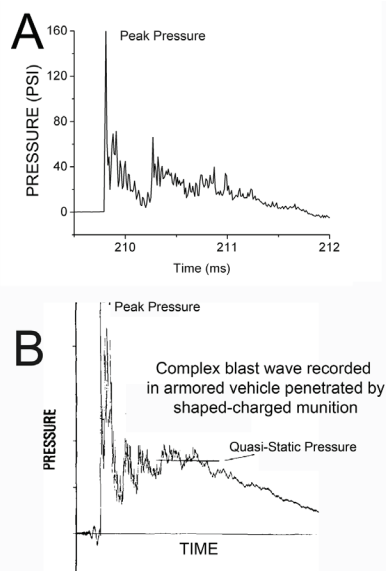 A
Peak Pressure
160
120
80
40
0
PRESSURE (PSI)
210
211
212
Time (ms)
B
Peak Pressure
Complex blast wave recorded
in armored vehicle penetrated by
shaped-charged munition
Quasi-Static Pressure
PRESSURE
TIME